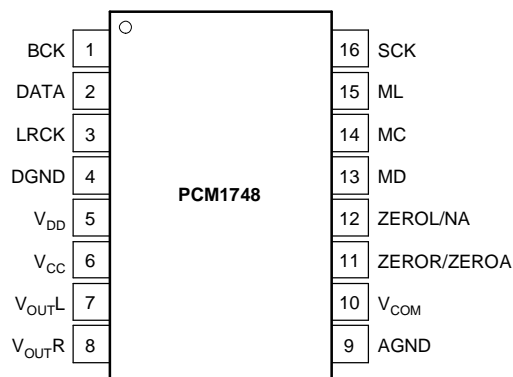 BCK 1 16 SCK
DATA 2 15 ML
LRCK 3 14 MC
DGND 4 13 MD
PCM1748
VDD 5 12 ZEROL/NA
VCC 6 11 ZEROR/ZEROA
VOUTL 7 10 VCOM
VOUTR 8 9 AGND